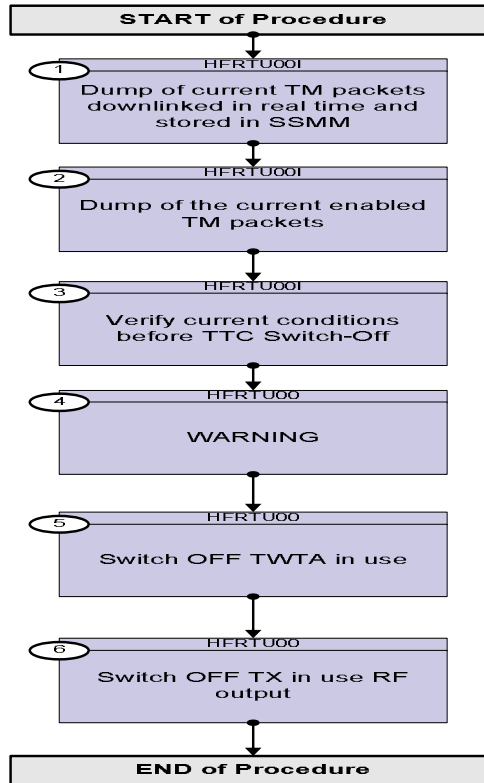 START of Procedure
1
HFRTU00I
Dump of current TM packets
downlinked in real time and
stored in SSMM
2
HFRTU00I
Dump of the current enabled
TM packets
3
HFRTU00I
Verify current conditions
before TTC Switch-Off
4
HFRTU00
WARNING
5
HFRTU00
Switch OFF TWTA in use
6
HFRTU00
Switch OFF TX in use RF
output
END of Procedure